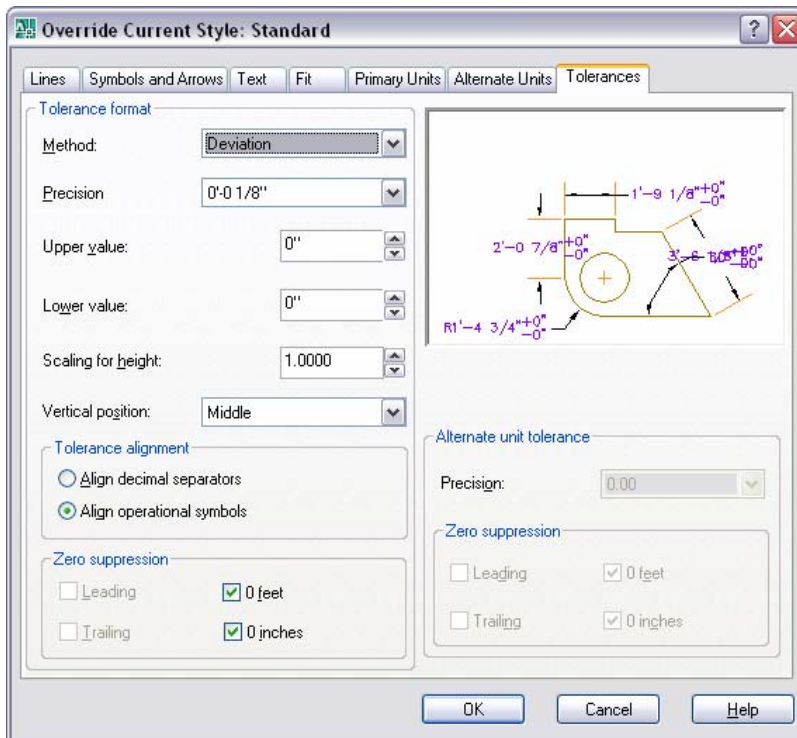 Override Current Style: Standard
Lines Symbols and Arrows Text Fit Primary Units Alternate Units Tolerances
Tolerance format
Method: Deviation
Precision 0'-0 1/8"
Upper value: 0"
Lower value: 0"
Scaling for height: 1.0000
Vertical position: Middle
Tolerance alignment
Align decimal separators
Align operational symbols
Zero suppression
Leading 0 feet
Trailing 0 inches
1'-9 1/8"+0"
-0"
2'-0 7/8"+0"
-0"
R1'-4 3/4"+0"
-0"
Alternate unit tolerance
Precision: 0.00
Zero suppression
Leading 0 feet
Trailing 0 inches
OK Cancel Help